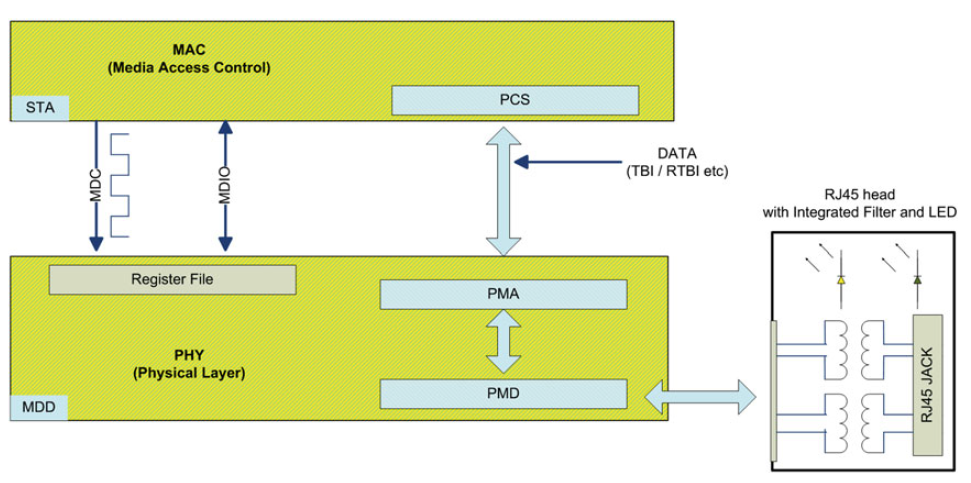 MAC
(Media Access Control)
STA
PCS
MDC
MDIO
DATA
(TBI / RTBI etc)
RJ45 head
with Integrated Filter and LED
Register File
PMA
PHY
(Physical Layer)
MDD
PMD
RJ45 JACK